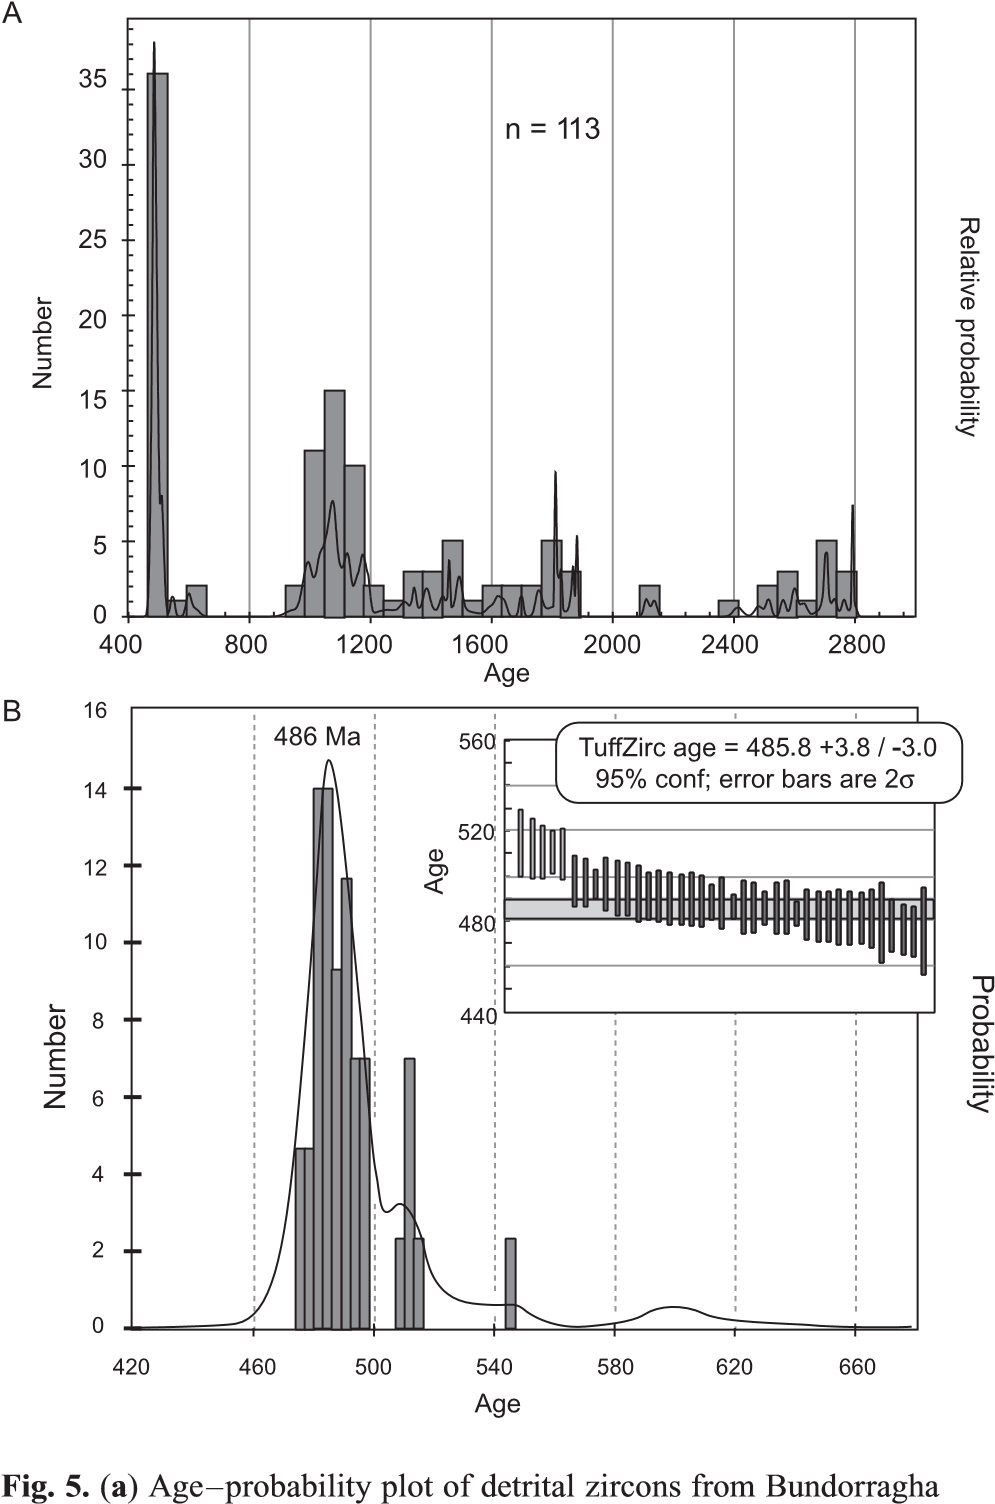 A
35
30
25
20
15
10
5
0
Number
n = 113
Relative probability
400 800 1200 1600 2000 2400 2800
Age
B
16
14
12
10
8
6
4
2
0
Number
486 Ma
TuffZirc age = 485.8 +3.8 / -3.0
95% conf; error bars are 2σ
560
520
480
440
Age
Probability
420 460 500 540 580 620 660
Age
Fig. 5. (a) Age–probability plot of detrital zircons from Bundorragha